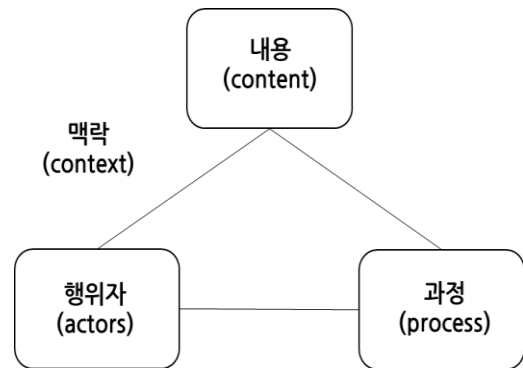 내용
(content)
맥락
(context)
행위자
(actors)
과정
(process)